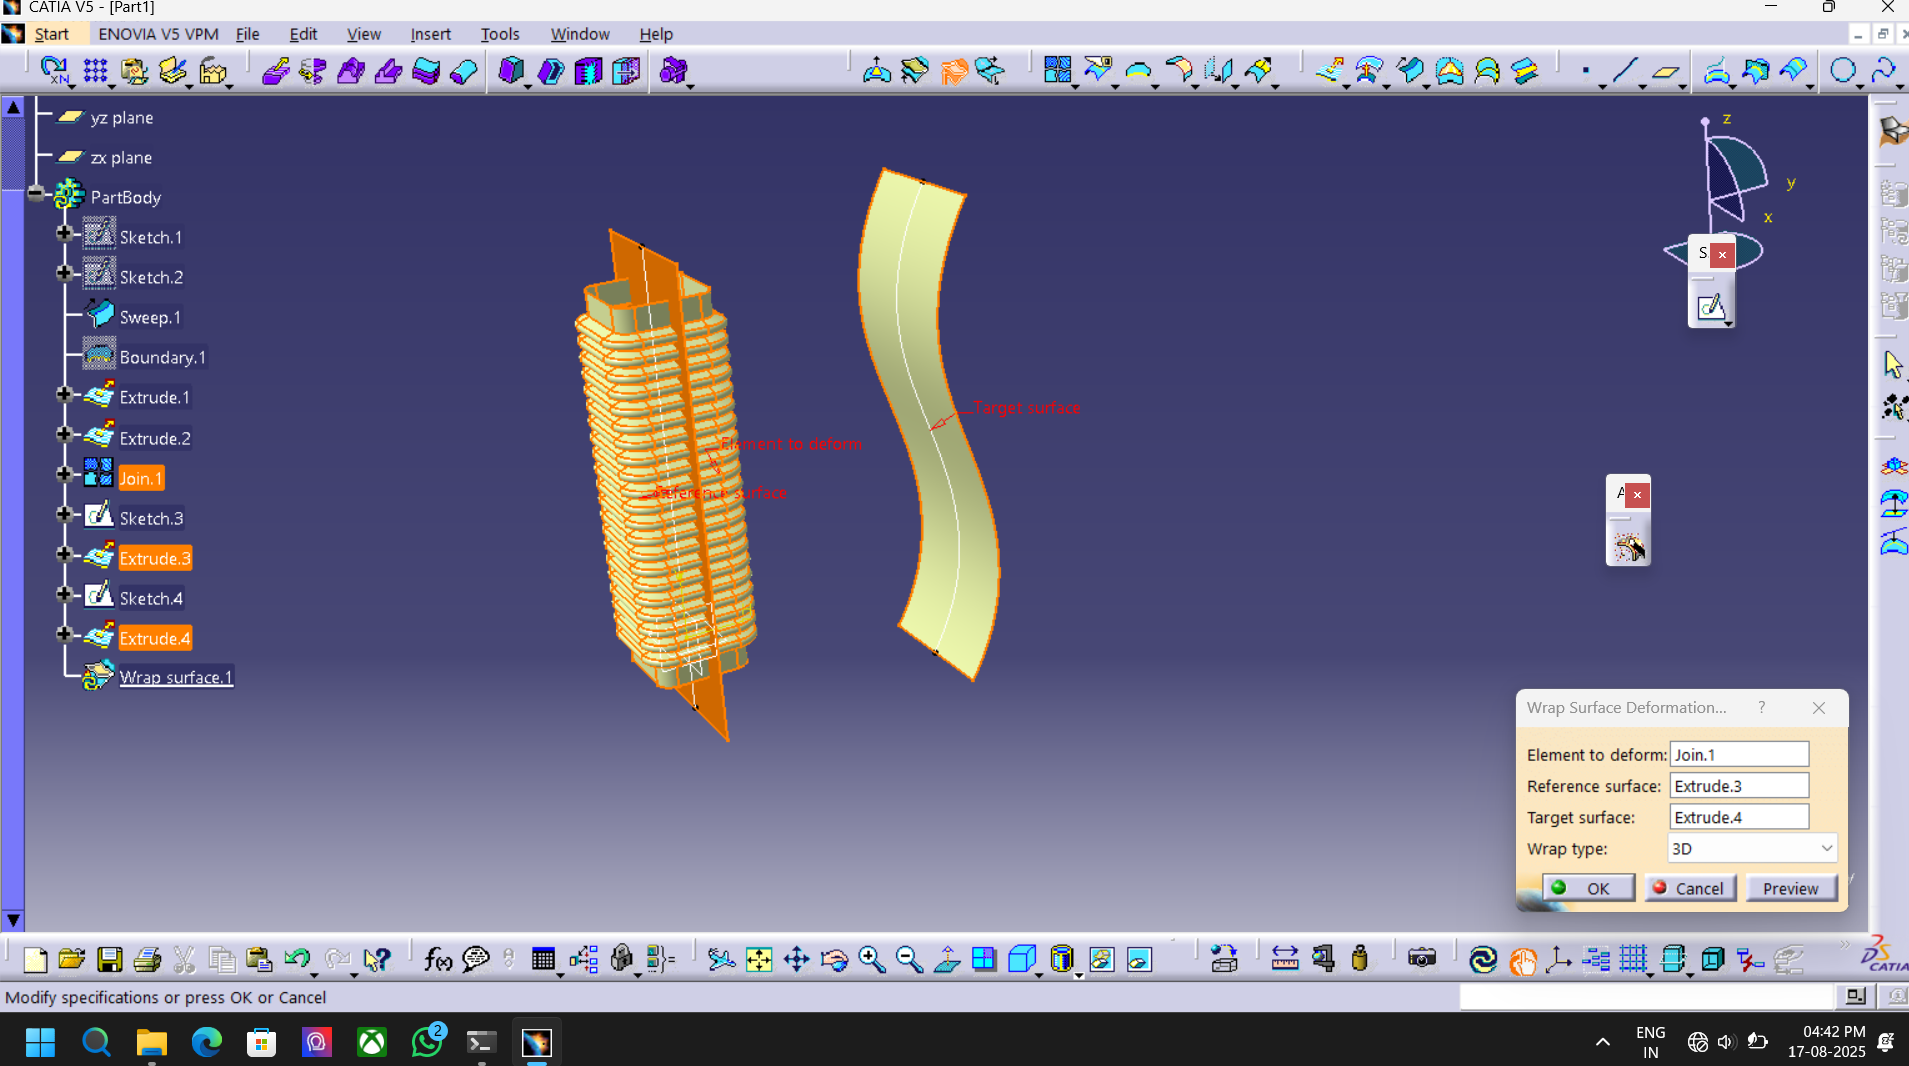 CATIA V5 - [Part1]
Start ENOVIA V5 VPM File Edit View Insert Tools Window Help
yz plane
zx plane
PartBody
Sketch.1
Sketch.2
Sweep.1
Boundary.1
Extrude.1
Extrude.2
Join.1
Sketch.3
Extrude.3
Sketch.4
Extrude.4
Wrap surface.1
Target surface
Element to deform
Reference surface
z
y
x
S
A
Wrap Surface Deformation... ?
Element to deform: Join.1
Reference surface: Extrude.3
Target surface: Extrude.4
Wrap type: 3D
OK Cancel Preview
f(x)
CATIA
Modify specifications or press OK or Cancel
2
ENG
IN
04:42 PM
17-08-2025